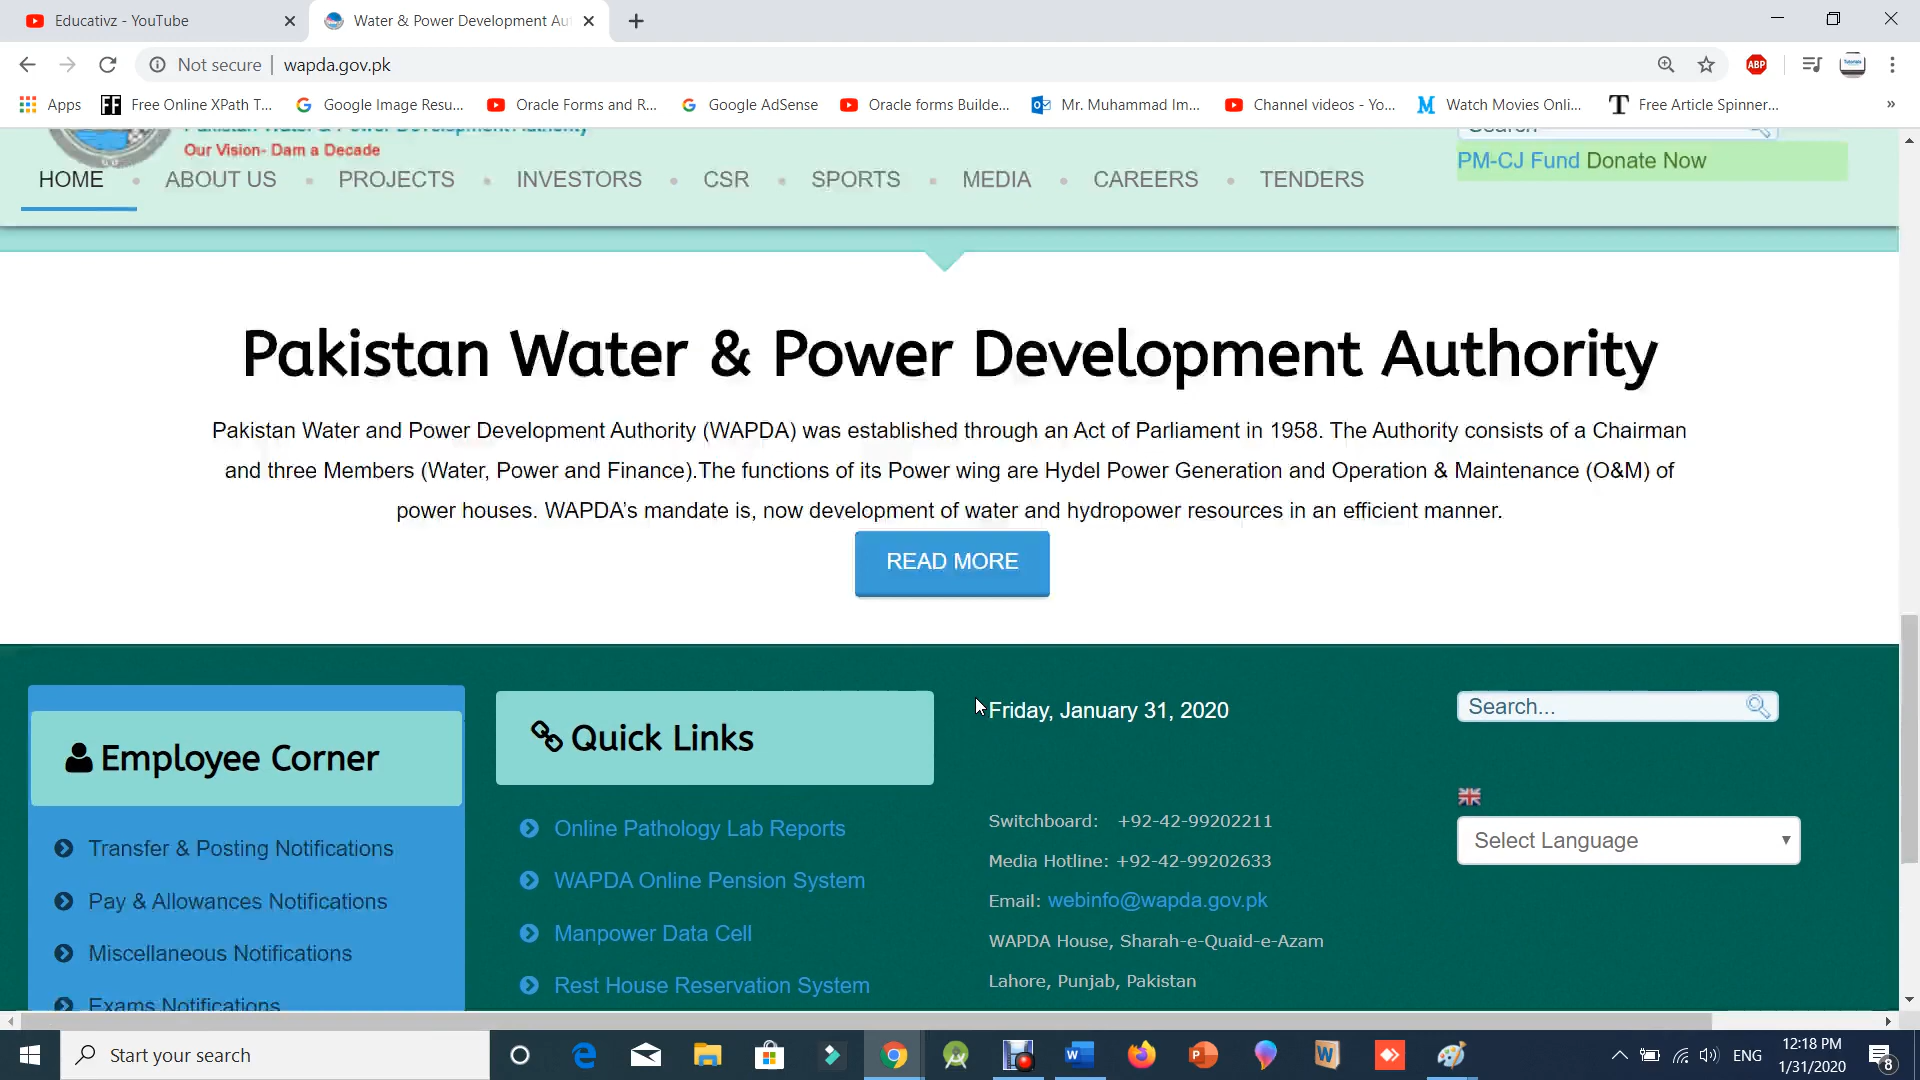 Educativz - YouTube
Water & Power Development Au
Not secure
wapda.gov.pk
ABP
Apps
Free Online XPath T...
Google Image Resu...
Oracle Forms and R...
Google AdSense
Oracle forms Builde...
Mr. Muhammad Im...
Channel videos - Yo...
Watch Movies Onli...
Free Article Spinner...
»
Pakistan Water & Power Development Authority
Our Vision- Dam a Decade
Search
PM-CJ Fund Donate Now
HOME
ABOUT US
PROJECTS
INVESTORS
CSR
SPORTS
MEDIA
CAREERS
TENDERS
Pakistan Water & Power Development Authority
Pakistan Water and Power Development Authority (WAPDA) was established through an Act of Parliament in 1958. The Authority consists of a Chairman
and three Members (Water, Power and Finance).The functions of its Power wing are Hydel Power Generation and Operation & Maintenance (O&M) of
power houses. WAPDA's mandate is, now development of water and hydropower resources in an efficient manner.
READ MORE
Employee Corner
Transfer & Posting Notifications
Pay & Allowances Notifications
Miscellaneous Notifications
Exams Notifications
Quick Links
Online Pathology Lab Reports
WAPDA Online Pension System
Manpower Data Cell
Rest House Reservation System
Friday, January 31, 2020
Switchboard: +92-42-99202211
Media Hotline: +92-42-99202633
Email: webinfo@wapda.gov.pk
WAPDA House, Sharah-e-Quaid-e-Azam
Lahore, Punjab, Pakistan
Search...
Select Language
Start your search
ENG
12:18 PM
1/31/2020
8